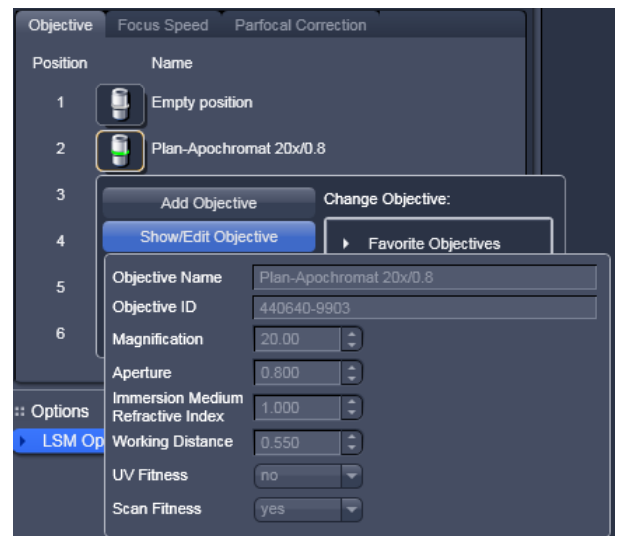 Objective Focus Speed Parfocal Correction
Position Name
1 Empty position
2 Plan-Apochromat 20x/0.8
3 Add Objective Change Objective:
4 Show/Edit Objective Favorite Objectives
5
6
Objective Name Plan-Apochromat 20x/0.8
Objective ID 440640-9903
Magnification 20.00
Aperture 0.800
Immersion Medium
Refractive Index 1.000
Working Distance 0.550
UV Fitness no
Scan Fitness yes
Options
LSM Op